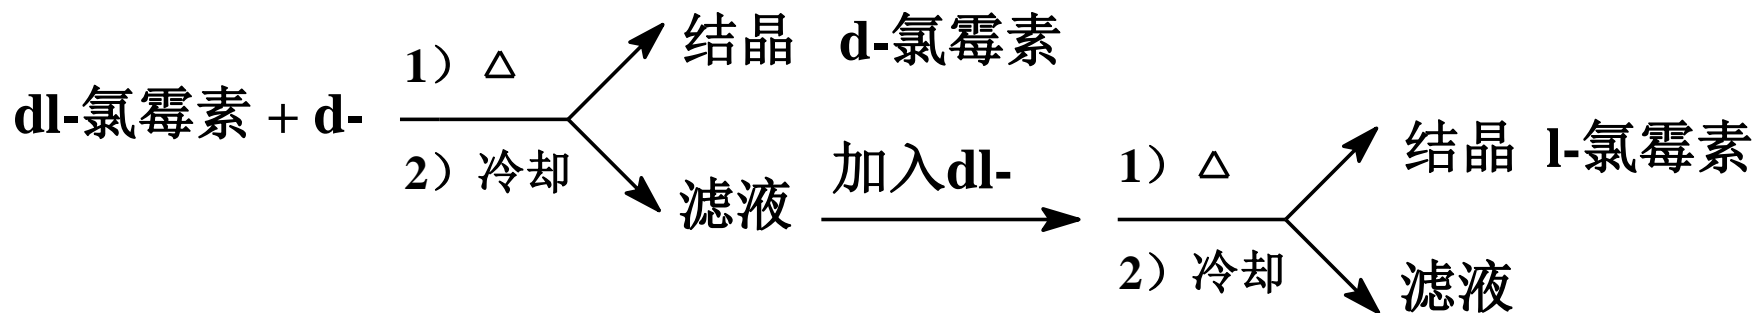 结晶 d-氯霉素
1) △
dl-氯霉素 + d-
2) 冷却
滤液
加入dl-
1) △
2) 冷却
结晶 l-氯霉素
滤液